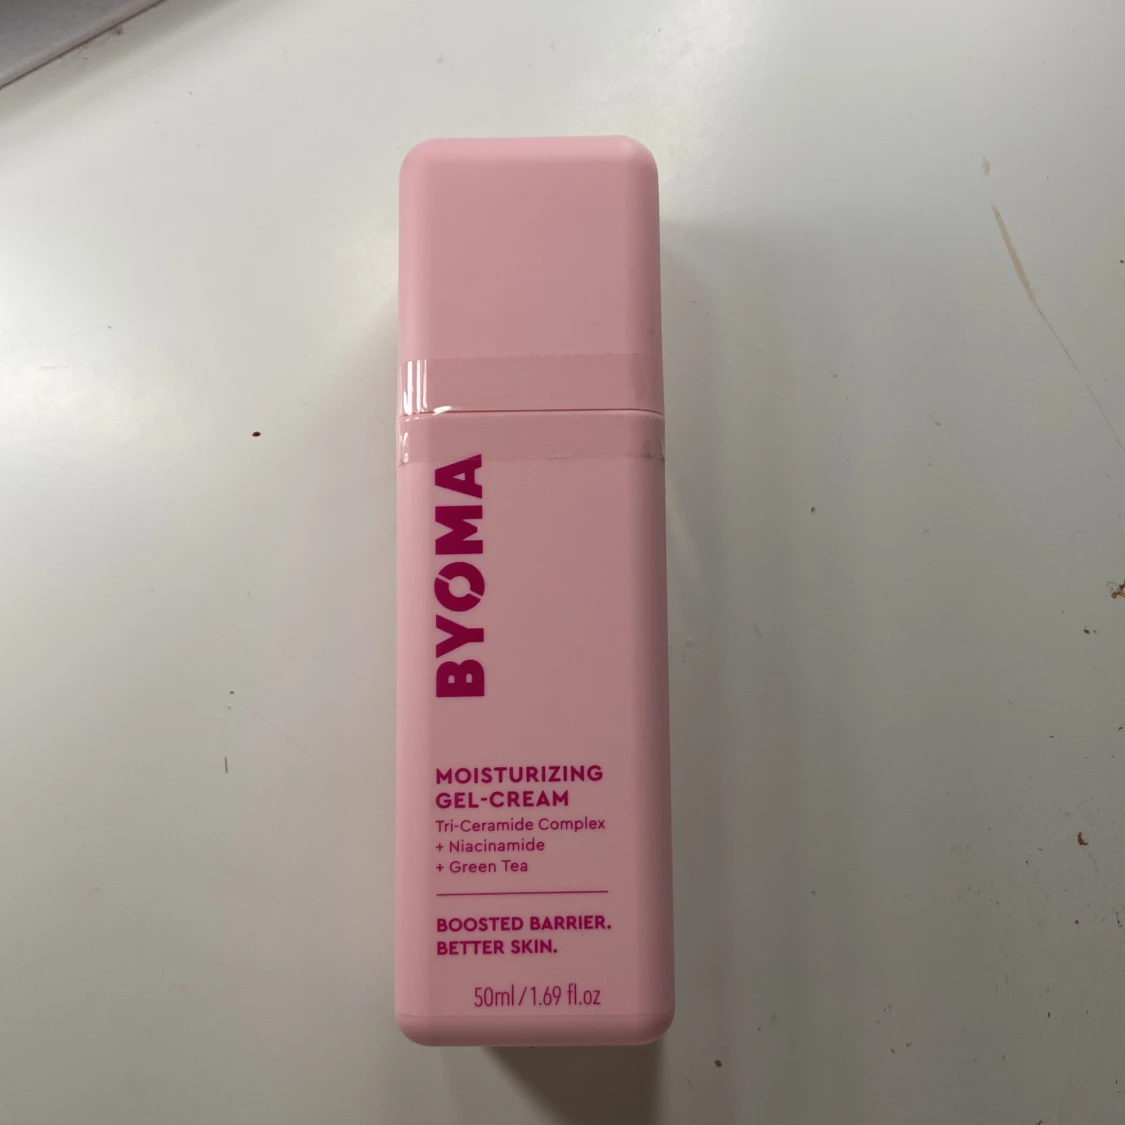 BYOMA
MOISTURIZING
GEL-CREAM
Tri-Ceramide Complex
+ Niacinamide
+ Green Tea
BOOSTED BARRIER.
BETTER SKIN.
50ml/1.69 fl.oz